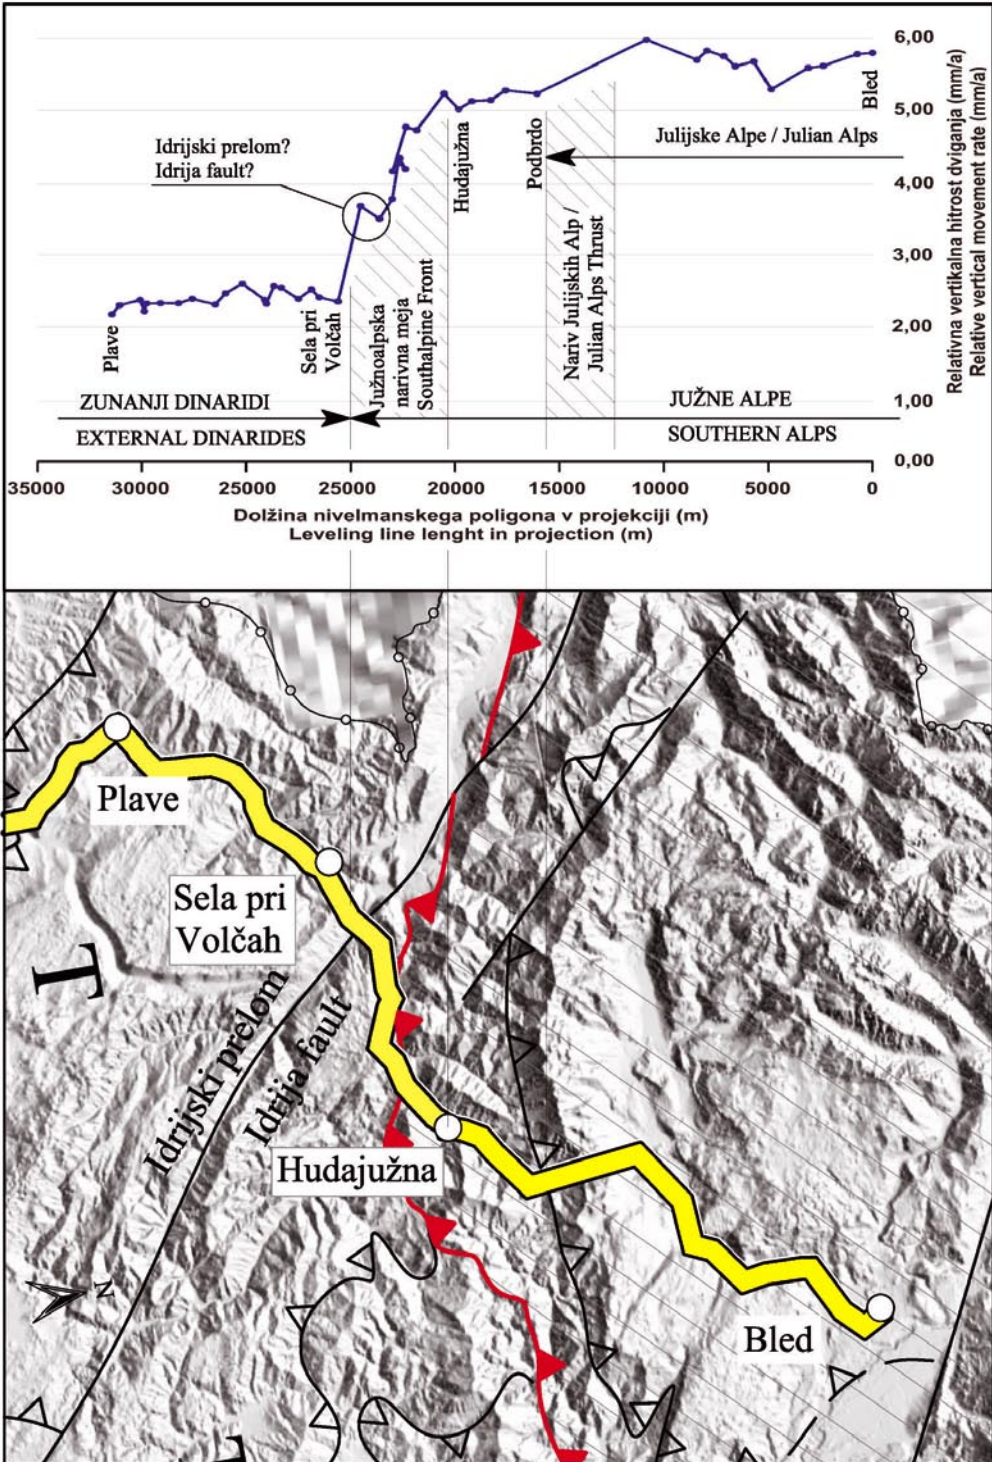 6,00
5,00
4,00
3,00
2,00
1,00
0,00
Relativna vertikalna hitrost dviganja (mm/a)
Relative vertical movement rate (mm/a)
Bled
Julijske Alpe / Julian Alps
Idrijski prelom?
Idrija fault?
Hudajužna
Podbrdo
Nariv Julijskih Alp /
Julian Alps Thrust
Južnoalpska
narivna meja
Southalpine Front
Sela pri
Volčah
Plave
ZUNANJI DINARIDI
EXTERNAL DINARIDES
JUŽNE ALPE
SOUTHERN ALPS
35000 30000 25000 20000 15000 10000 5000 0
Dolžina nivelmanskega poligona v projekciji (m)
Leveling line lenght in projection (m)
Plave
Sela pri
Volčah
T
Idrijski prelom
Idrija fault
Hudajužna
N
Bled